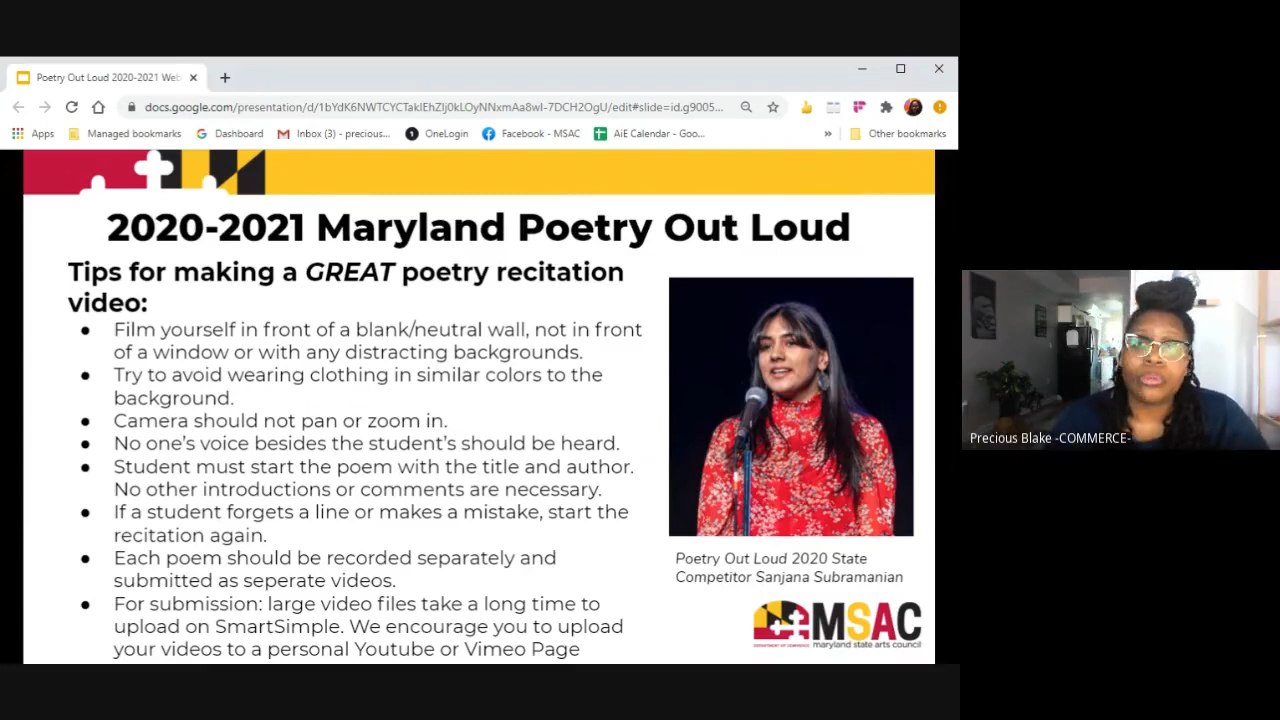 Poetry Out Loud 2020-2021 Web
docs.google.com/presentation/d/1bYdK6NWTCYCTakIEhZIj0kLOyNNxmAa8wI-7DCH2OgU/edit#slide=id.g9005...
Apps
Managed bookmarks
Dashboard
Inbox (3) - precious...
OneLogin
Facebook - MSAC
AiE Calendar - Goo...
»
Other bookmarks
2020-2021 Maryland Poetry Out Loud
Tips for making a GREAT poetry recitation
video:
● Film yourself in front of a blank/neutral wall, not in front
of a window or with any distracting backgrounds.
● Try to avoid wearing clothing in similar colors to the
background.
● Camera should not pan or zoom in.
● No one's voice besides the student's should be heard.
● Student must start the poem with the title and author.
No other introductions or comments are necessary.
● If a student forgets a line or makes a mistake, start the
recitation again.
● Each poem should be recorded separately and
submitted as seperate videos.
● For submission: large video files take a long time to
upload on SmartSimple. We encourage you to upload
your videos to a personal Youtube or Vimeo Page
Poetry Out Loud 2020 State
Competitor Sanjana Subramanian
MSAC
DEPARTMENT OF COMMERCE
maryland state arts council
Precious Blake -COMMERCE-